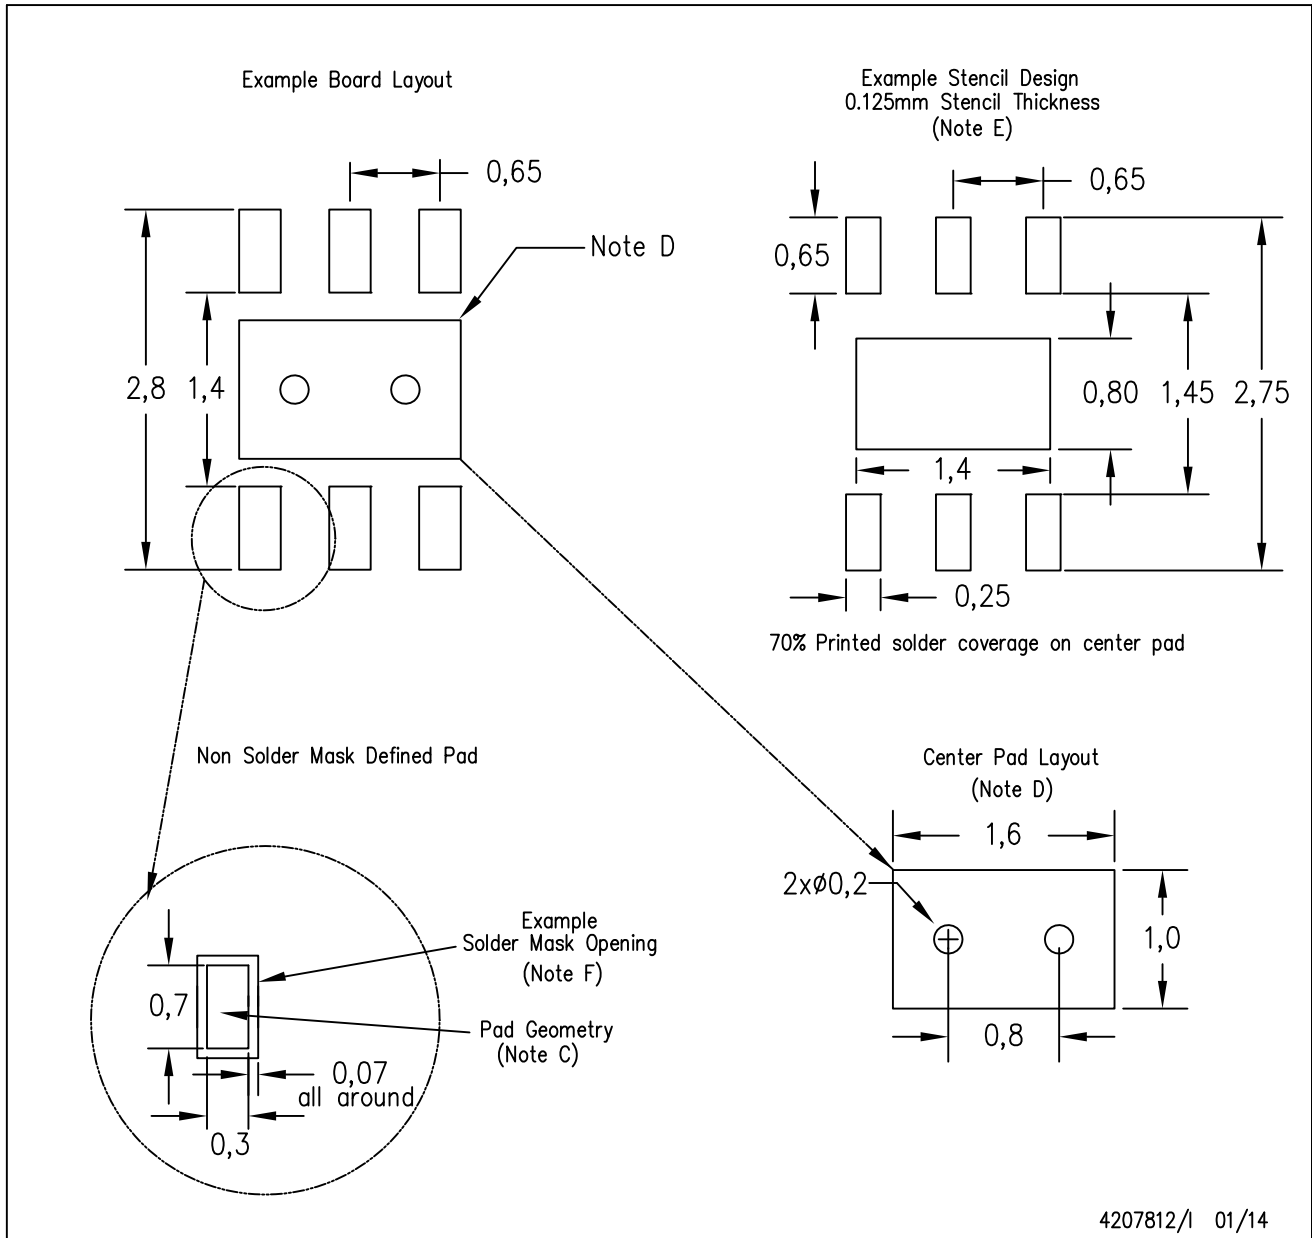 Example Board Layout
0,65
Note D
2,8
1,4
Example Stencil Design
0.125mm Stencil Thickness
(Note E)
0,65
0,65
0,80
1,45
2,75
1,4
0,25
70% Printed solder coverage on center pad
Non Solder Mask Defined Pad
Example
Solder Mask Opening
(Note F)
0,7
Pad Geometry
(Note C)
0,07
all around
0,3
Center Pad Layout
(Note D)
1,6
2xø0,2
1,0
0,8
4207812/I 01/14